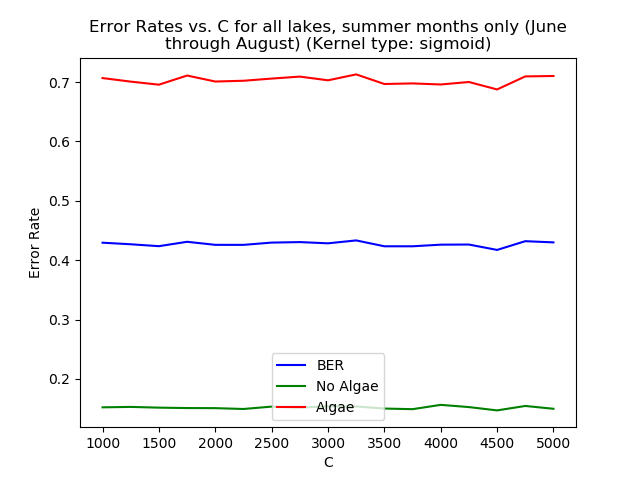 Error Rates vs. C for all lakes, summer months only (June
through August) (Kernel type: sigmoid)
0.7
0.6
0.5
0.4
0.3
0.2
Error Rate
BER
No Algae
Algae
1000 1500 2000 2500 3000 3500 4000 4500 5000
C